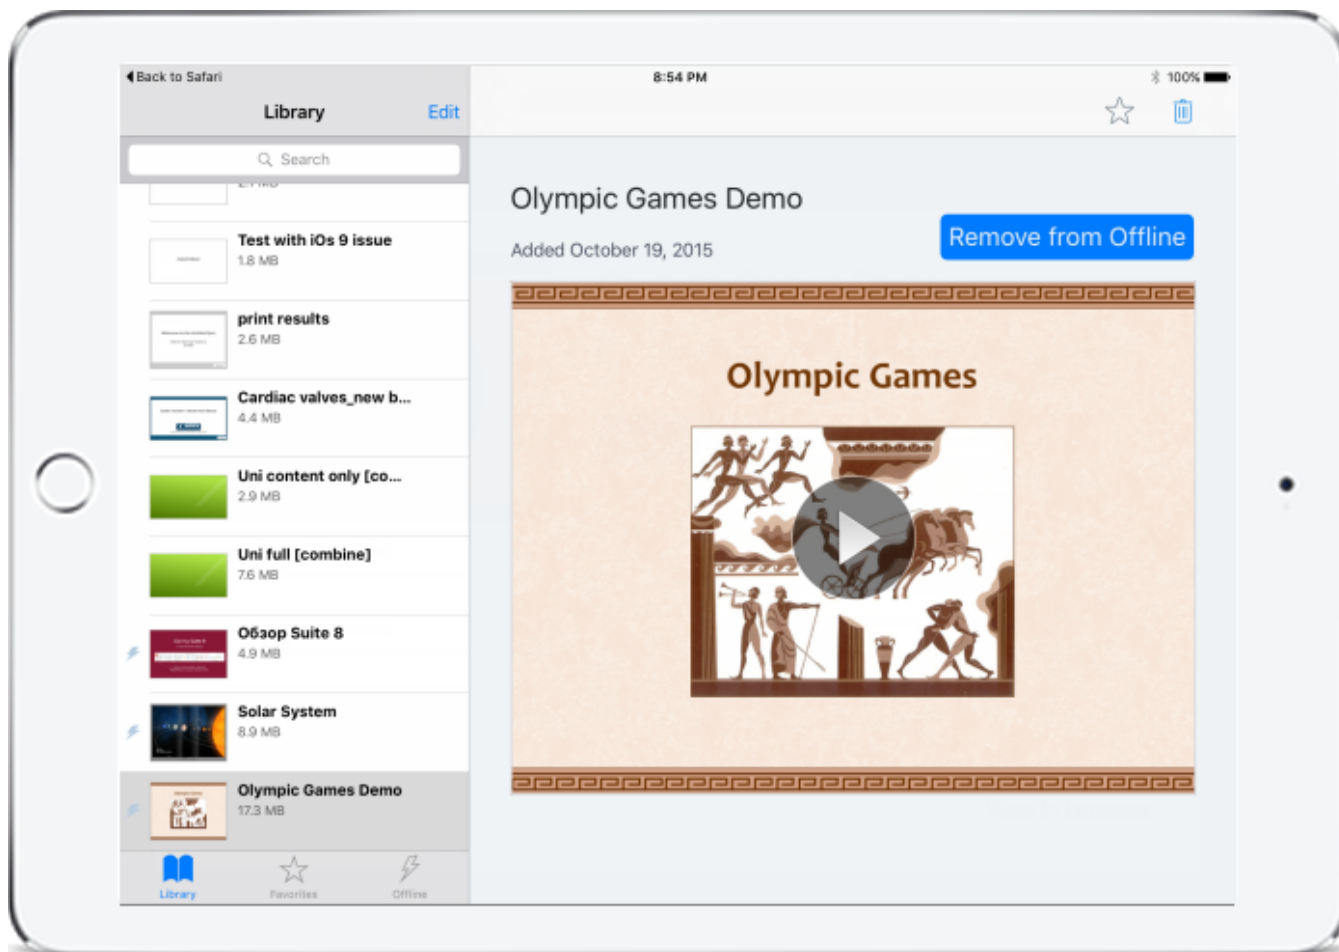 Back to Safari
8:54 PM
100%
Library
Edit
Search
Test with iOs 9 issue
1.8 MB
print results
2.6 MB
Cardiac valves_new b...
4.4 MB
Uni content only [co...
2.9 MB
Uni full [combine]
7.6 MB
Обзор Suite 8
4.9 MB
Solar System
8.9 MB
Olympic Games Demo
17.3 MB
Library
Favorites
Offline
Olympic Games Demo
Added October 19, 2015
Remove from Offline
Olympic Games